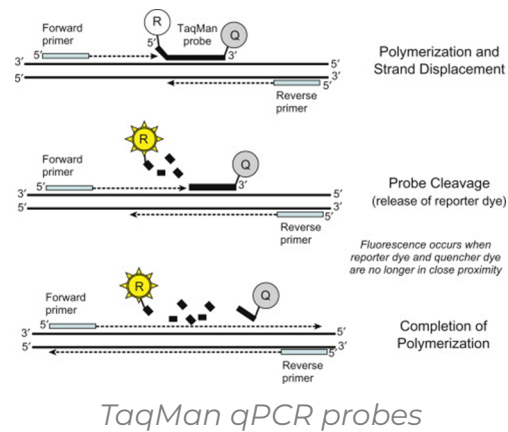 Forward
primer
R
TaqMan
probe
Q
5′
5′
3′
3′
5′
5′
3′
5′
Reverse
primer
Polymerization and
Strand Displacement
R
Forward
primer
Q
5′
3′
3′
5′
5′
3′
5′
Reverse
primer
Probe Cleavage
(release of reporter dye)
Fluorescence occurs when
reporter dye and quencher dye
are no longer in close proximity
R
Q
Forward
primer
5′
3′
5′
5′
3′
5′
Reverse
primer
Completion of
Polymerization
TaqMan qPCR probes